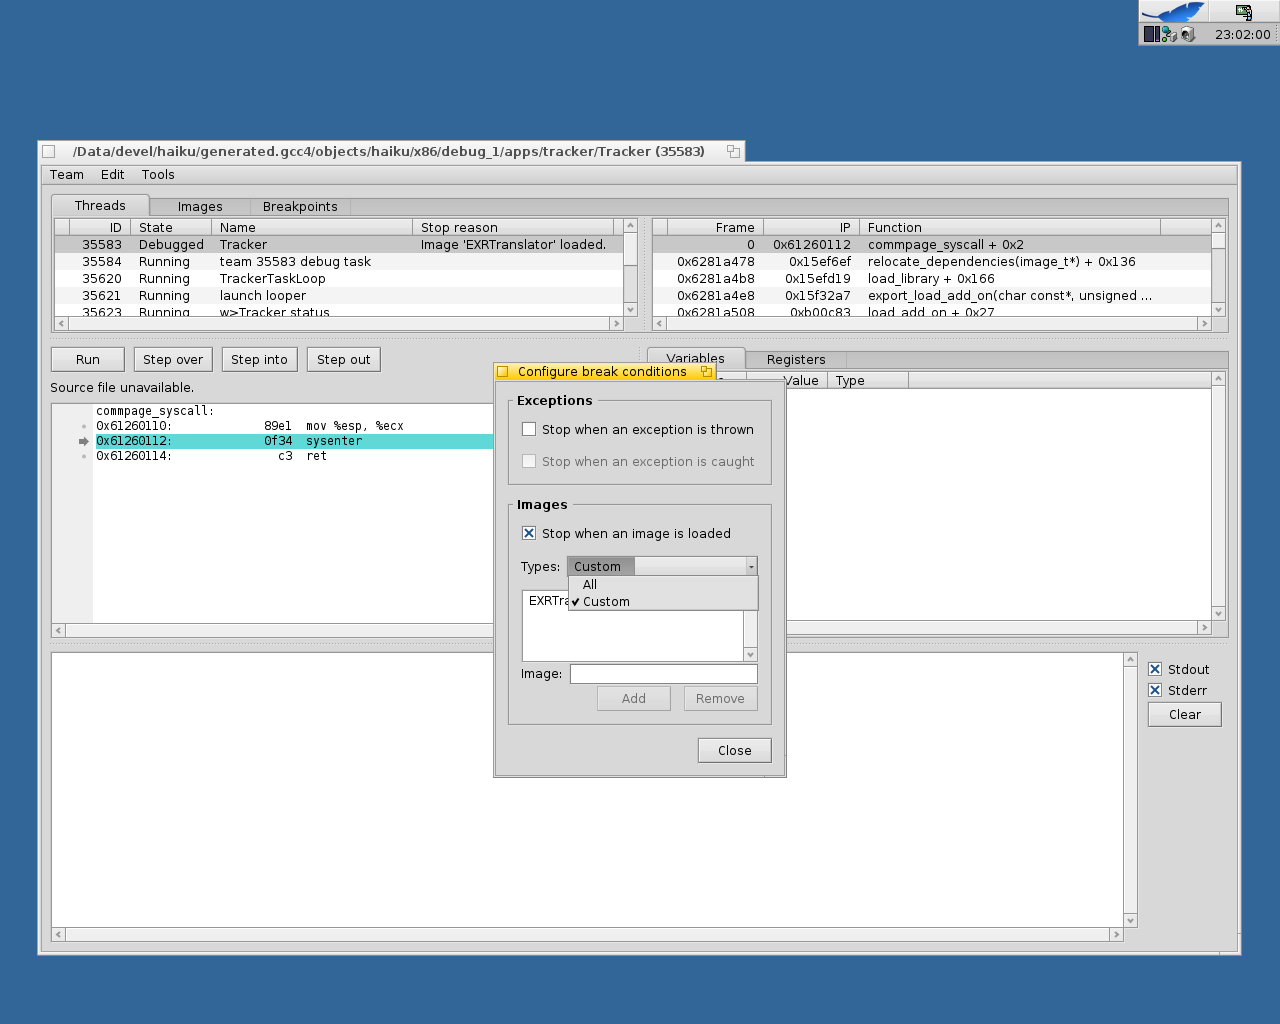 23:02:00
/Data/devel/haiku/generated.gcc4/objects/haiku/x86/debug_1/apps/tracker/Tracker (35583)
Team Edit Tools
Threads Images Breakpoints
ID State Name Stop reason
35583 Debugged Tracker Image 'EXRTranslator' loaded.
35584 Running team 35583 debug task
35620 Running TrackerTaskLoop
35621 Running launch looper
35623 Running w>Tracker status
Frame IP Function
0 0x61260112 commpage_syscall + 0x2
0x6281a478 0x15ef6ef relocate_dependencies(image_t*) + 0x136
0x6281a4b8 0x15efd19 load_library + 0x166
0x6281a4e8 0x15f32a7 export_load_add_on(char const*, unsigned ...
0x6281a508 0xb00c83 load_add_on + 0x27
Run Step over Step into Step out
Source file unavailable.
commpage_syscall:
0x61260110: 89e1 mov %esp, %ecx
0x61260112: 0f34 sysenter
0x61260114: c3 ret
Variables Registers
Value Type
Configure break conditions
Exceptions
Stop when an exception is thrown
Stop when an exception is caught
Images
Stop when an image is loaded
Types: Custom
All
Custom
EXRTra
Image:
Add Remove
Close
Stdout
Stderr
Clear